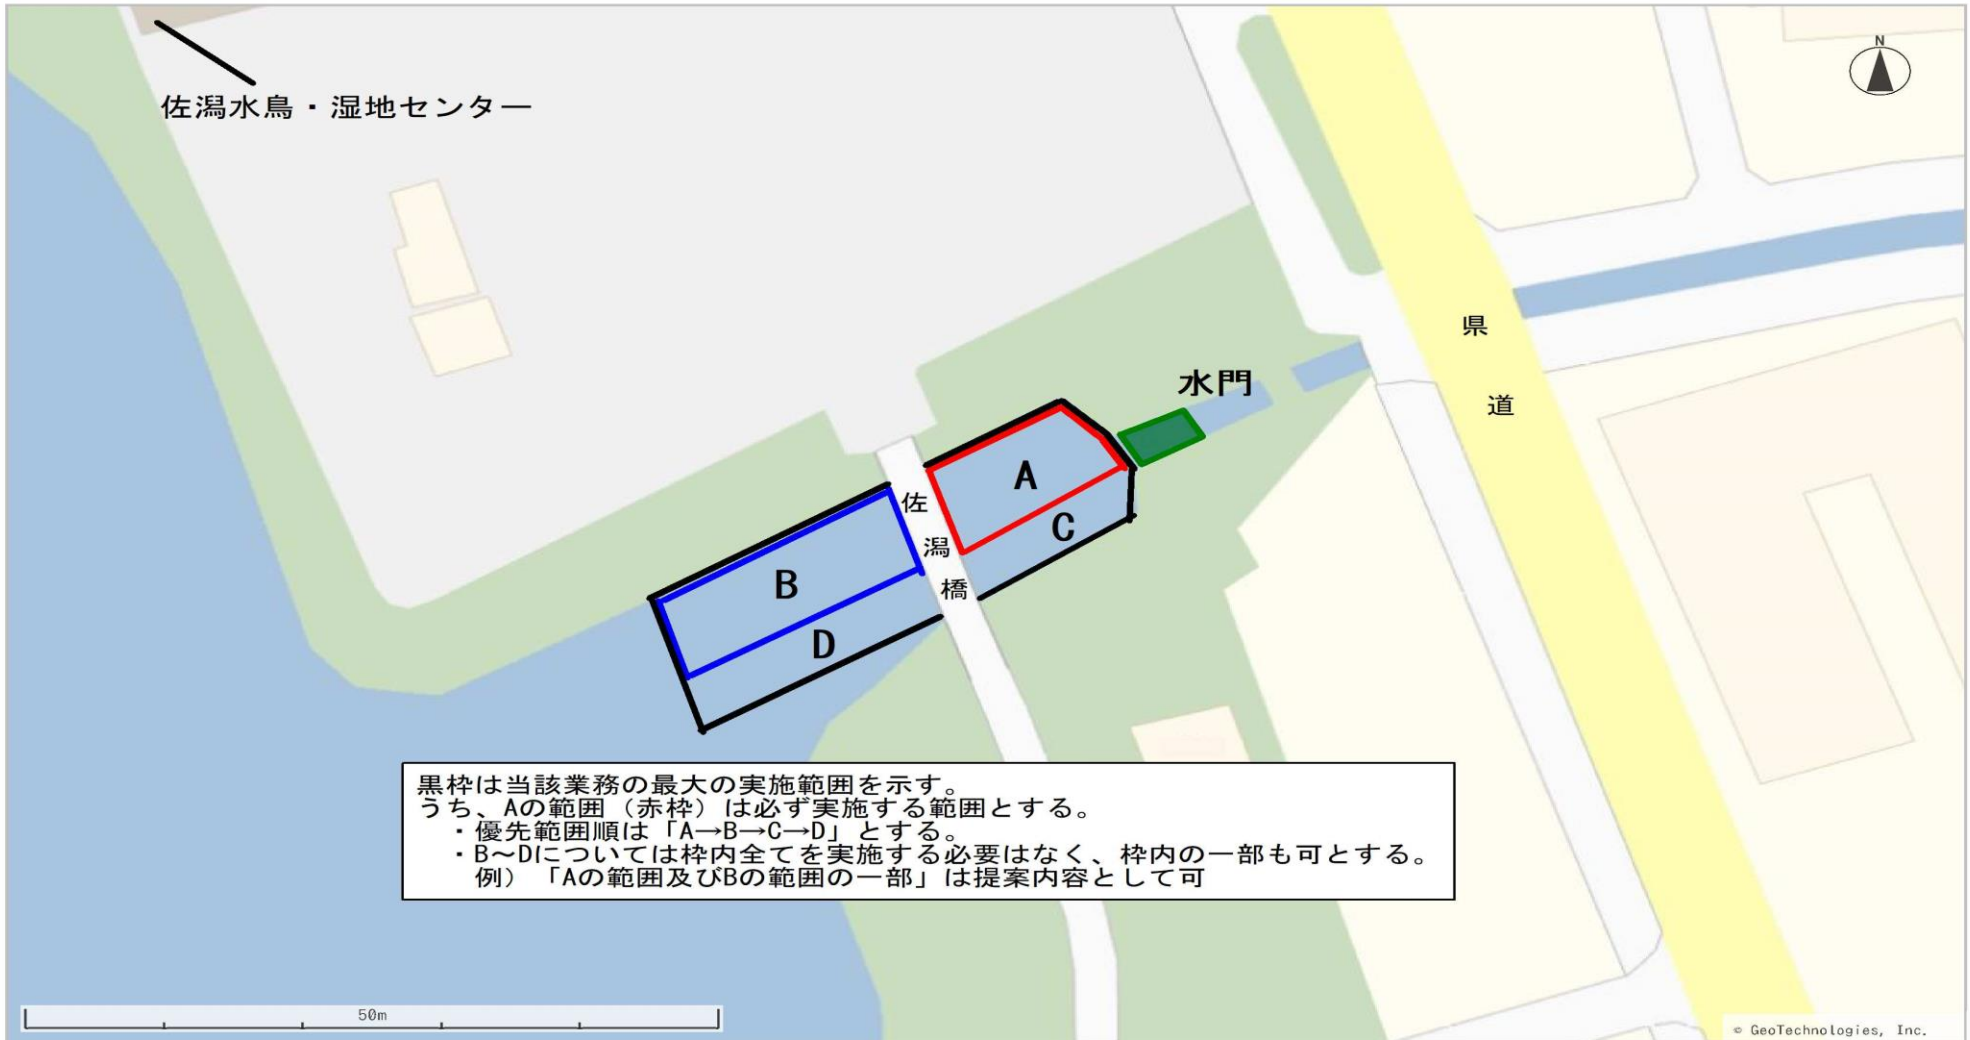 N
佐潟水鳥・湿地センター
県
道
水門
A
佐
潟
橋
C
B
D
黒枠は当該業務の最大の実施範囲を示す。
うち、Aの範囲（赤枠）は必ず実施する範囲とする。
・優先範囲順は「A→B→C→D」とする。
・B～Dについては枠内全てを実施する必要はなく、枠内の一部も可とする。
例）「Aの範囲及びBの範囲の一部」は提案内容として可
50m
© GeoTechnologies, Inc.